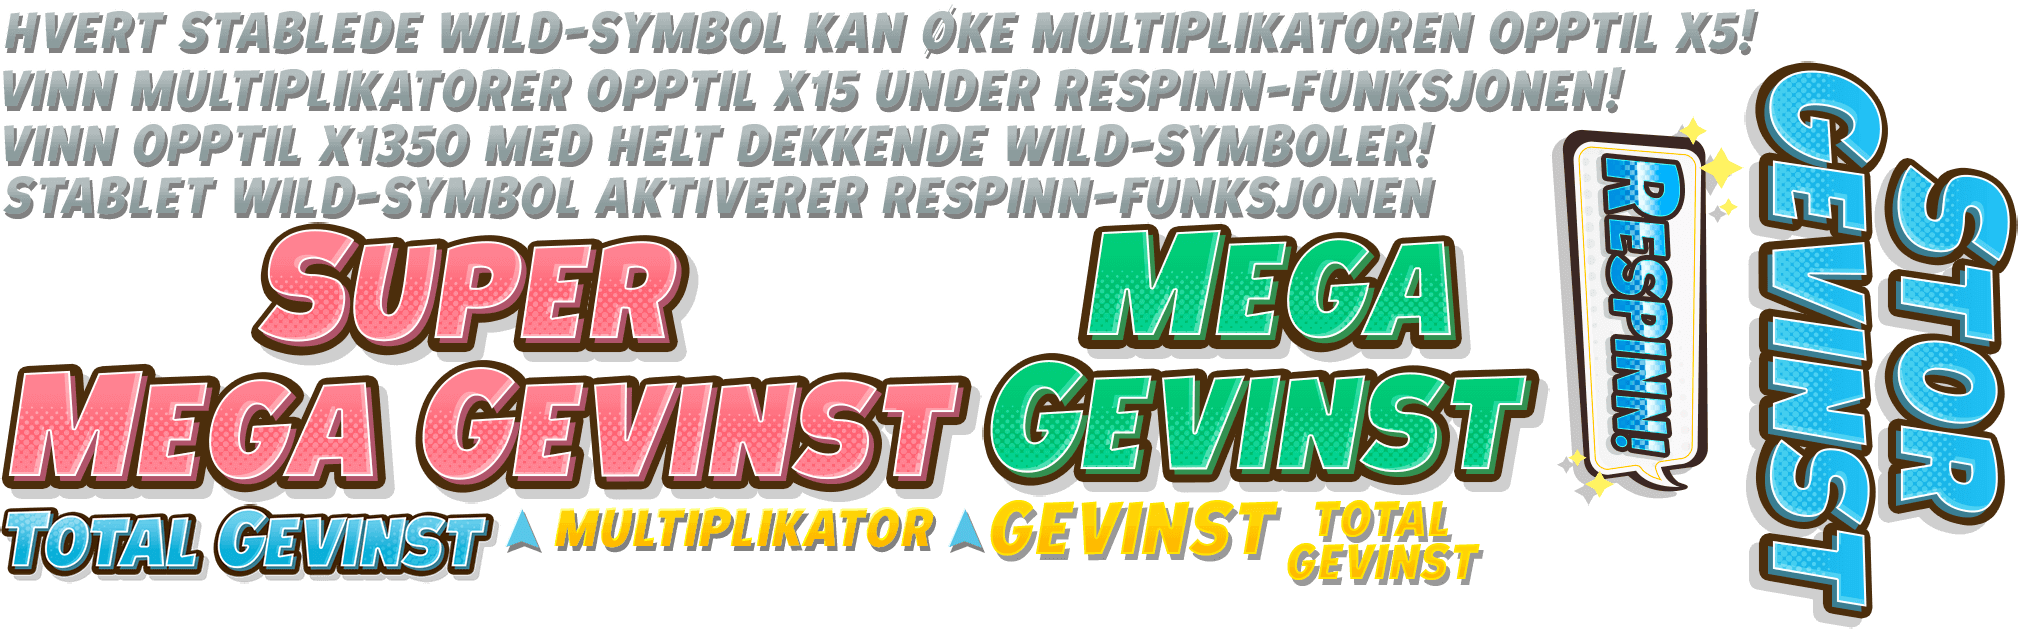 HVERT STABLEDE WILD-SYMBOL KAN ØKE MULTIPLIKATOREN OPPTIL X5!
VINN MULTIPLIKATORER OPPTIL X15 UNDER RESPINN-FUNKSJONEN!
VINN OPPTIL X1350 MED HELT DEKKENDE WILD-SYMBOLER!
STABLET WILD-SYMBOL AKTIVERER RESPINN-FUNKSJONEN
SUPER
MEGA GEVINST
MEGA
GEVINST
RESPINN!
STOR
GEVINST
TOTAL GEVINST
MULTIPLIKATOR
GEVINST
TOTAL
GEVINST